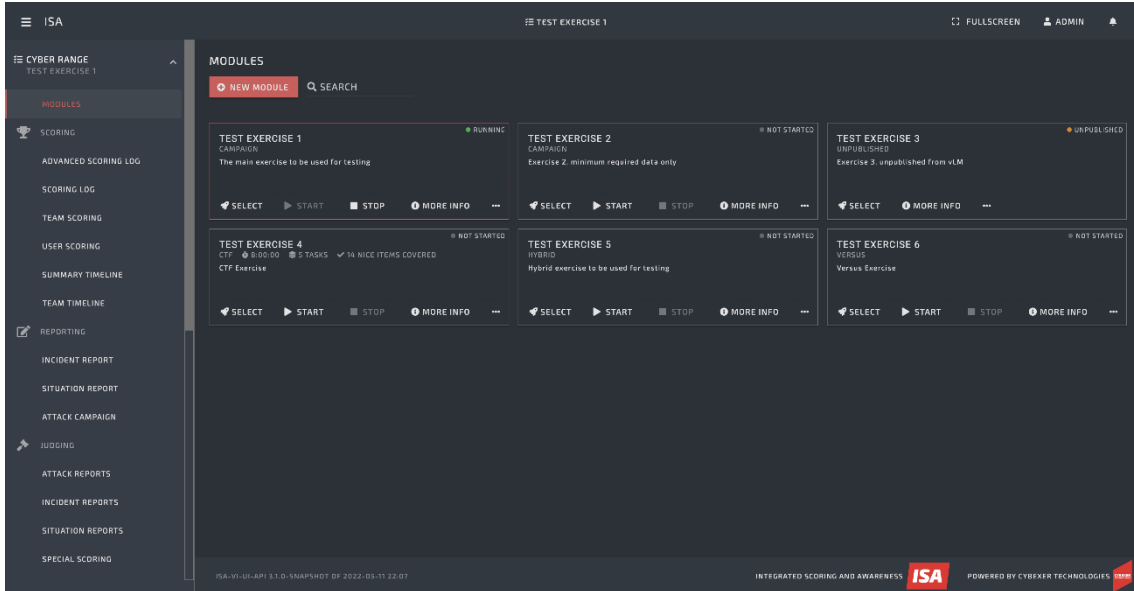 ISA
TEST EXERCISE 1
FULLSCREEN
ADMIN
CYBER RANGE
TEST EXERCISE 1
MODULES
SCORING
ADVANCED SCORING LOG
SCORING LOG
TEAM SCORING
USER SCORING
SUMMARY TIMELINE
TEAM TIMELINE
REPORTING
INCIDENT REPORT
SITUATION REPORT
ATTACK CAMPAIGN
JUDGING
ATTACK REPORTS
INCIDENT REPORTS
SITUATION REPORTS
SPECIAL SCORING
MODULES
NEW MODULE
SEARCH
RUNNING
TEST EXERCISE 1
CAMPAIGN
The main exercise to be used for testing
SELECT START STOP MORE INFO ...
NOT STARTED
TEST EXERCISE 2
CAMPAIGN
Exercise 2, minimum required data only
SELECT START STOP MORE INFO ...
UNPUBLISHED
TEST EXERCISE 3
UNPUBLISHED
Exercise 3, unpublished from vLM
SELECT MORE INFO ...
NOT STARTED
TEST EXERCISE 4
CTF 8:00:00 5 TASKS 14 NICE ITEMS COVERED
CTF Exercise
SELECT START STOP MORE INFO ...
NOT STARTED
TEST EXERCISE 5
HYBRID
Hybrid exercise to be used for testing
SELECT START STOP MORE INFO ...
NOT STARTED
TEST EXERCISE 6
VERSUS
Versus Exercise
SELECT START STOP MORE INFO ...
ISA-VI-UI-API 3.1.0-SNAPSHOT OF 2022-03-11 22:07
INTEGRATED SCORING AND AWARENESS
ISA
POWERED BY CYBEXER TECHNOLOGIES